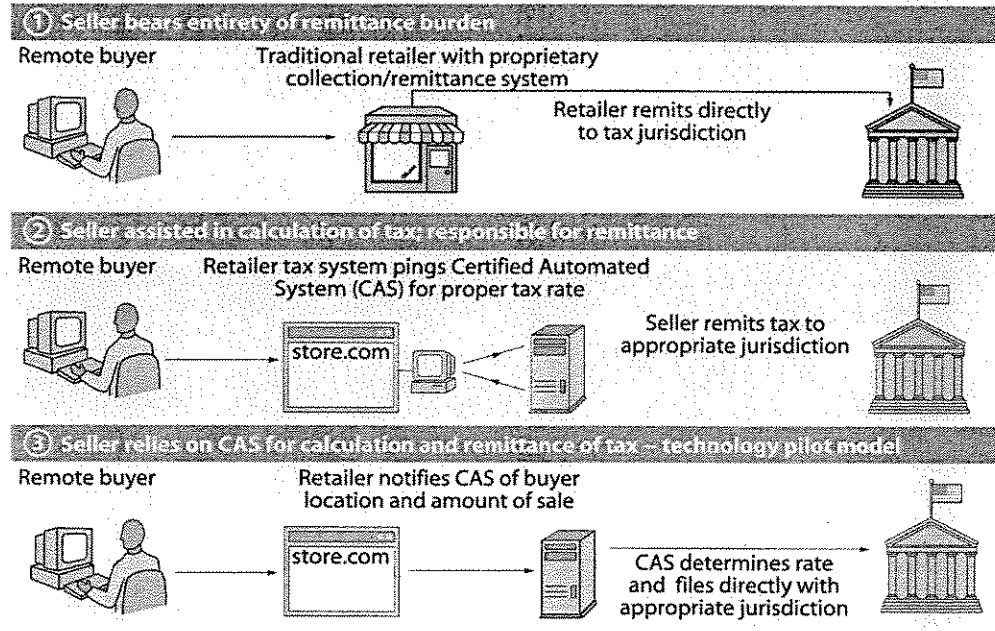 ① Seller bears entirety of remittance burden
Remote buyer
Traditional retailer with proprietary
collection/remittance system
Retailer remits directly
to tax jurisdiction
② Seller assisted in calculation of tax; responsible for remittance
Remote buyer
Retailer tax system pings Certified Automated
System (CAS) for proper tax rate
store.com
Seller remits tax to
appropriate jurisdiction
③ Seller relies on CAS for calculation and remittance of tax – technology pilot model
Remote buyer
Retailer notifies CAS of buyer
location and amount of sale
store.com
CAS determines rate
and files directly with
appropriate jurisdiction